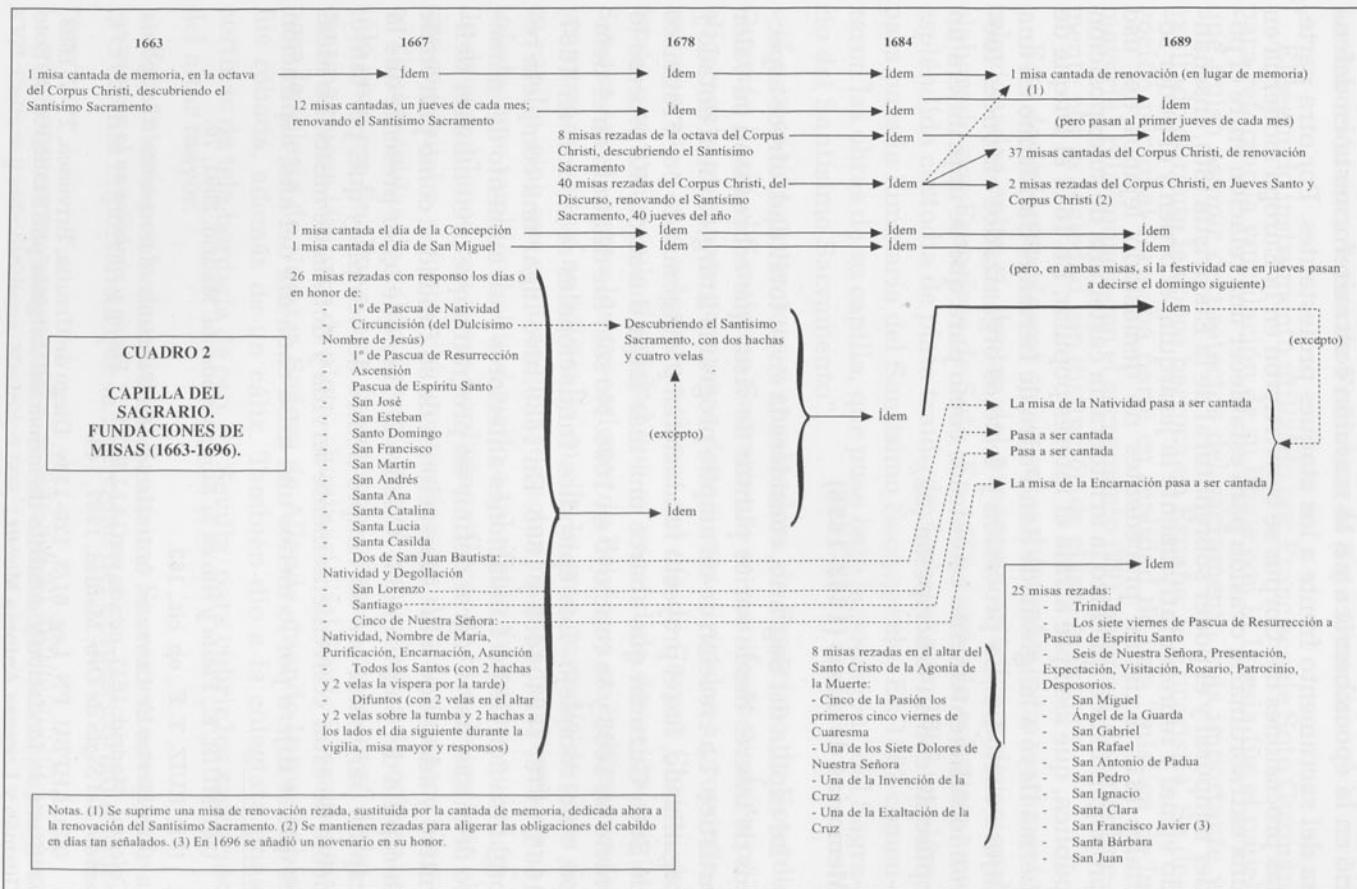 1663
1667
1678
1684
1689
1 misa cantada de memoria, en la octava
del Corpus Christi, descubriendo el
Santísimo Sacramento
Ídem
Ídem
Ídem
1 misa cantada de renovación (en lugar de memoria)
(1)
12 misas cantadas, un jueves de cada mes;
renovando el Santísimo Sacramento
Ídem
Ídem
Ídem
(pero pasan al primer jueves de cada mes)
8 misas rezadas de la octava del Corpus
Christi, descubriendo el Santísimo
Sacramento
Ídem
Ídem
40 misas rezadas del Corpus Christi, del
Discurso, renovando el Santísimo
Sacramento, 40 jueves del año
Ídem
37 misas cantadas del Corpus Christi, de renovación
2 misas rezadas del Corpus Christi, en Jueves Santo y
Corpus Christi (2)
1 misa cantada el día de la Concepción
Ídem
Ídem
Ídem
1 misa cantada el día de San Miguel
Ídem
Ídem
Ídem
(pero, en ambas misas, si la festividad cae en jueves pasan
a decirse el domingo siguiente)
26 misas rezadas con responso los días o
en honor de:
- 1º de Pascua de Natividad
- Circuncisión (del Dulcísimo
Nombre de Jesús)
- 1º de Pascua de Resurrección
- Ascensión
- Pascua de Espíritu Santo
- San José
- San Esteban
- Santo Domingo
- San Francisco
- San Martín
- San Andrés
- Santa Ana
- Santa Catalina
- Santa Lucia
- Santa Casilda
- Dos de San Juan Bautista:
Natividad y Degollación
- San Lorenzo
- Santiago
- Cinco de Nuestra Señora:
Natividad, Nombre de María,
Purificación, Encarnación, Asunción
- Todos los Santos (con 2 hachas
y 2 velas la víspera por la tarde)
- Difuntos (con 2 velas en el altar
y 2 velas sobre la tumba y 2 hachas a
los lados el dia siguiente durante la
vigilia, misa mayor y responsos)
Descubriendo el Santísimo
Sacramento, con dos hachas
y cuatro velas
(excepto)
Ídem
Ídem
Ídem
(excepto)
La misa de la Natividad pasa a ser cantada
Pasa a ser cantada
Pasa a ser cantada
La misa de la Encarnación pasa a ser cantada
CUADRO 2
CAPILLA DEL
SAGRARIO.
FUNDACIONES DE
MISAS (1663-1696).
8 misas rezadas en el altar del
Santo Cristo de la Agonía de
la Muerte:
- Cinco de la Pasión los
primeros cinco viernes de
Cuaresma
- Una de los Siete Dolores de
Nuestra Señora
- Una de la Invención de la
Cruz
- Una de la Exaltación de la
Cruz
Ídem
25 misas rezadas:
- Trinidad
- Los siete viernes de Pascua de Resurrección a
Pascua de Espíritu Santo
- Seis de Nuestra Señora, Presentación,
Expectación, Visitación, Rosario, Patrocinio,
Desposorios.
- San Miguel
- Ángel de la Guarda
- San Gabriel
- San Rafael
- San Antonio de Padua
- San Pedro
- San Ignacio
- Santa Clara
- San Francisco Javier (3)
- Santa Bárbara
- San Juan
Notas. (1) Se suprime una misa de renovación rezada, sustituida por la cantada de memoria, dedicada ahora a
la renovación del Santísimo Sacramento. (2) Se mantienen rezadas para aligerar las obligaciones del cabildo
en días tan señalados. (3) En 1696 se añadió un novenario en su honor.